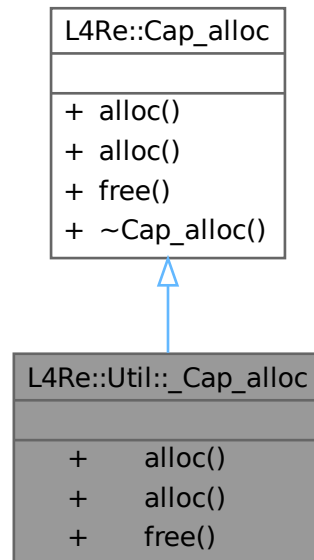 L4Re::Cap_alloc
+ alloc()
+ alloc()
+ free()
+ ~Cap_alloc()
L4Re::Util::_Cap_alloc
+ alloc()
+ alloc()
+ free()